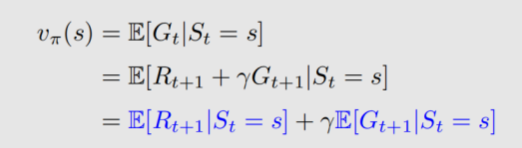 v_π(s) = 𝔼[G_t|S_t = s]
= 𝔼[R_{t+1} + γG_{t+1}|S_t = s]
= 𝔼[R_{t+1}|S_t = s] + γ𝔼[G_{t+1}|S_t = s]